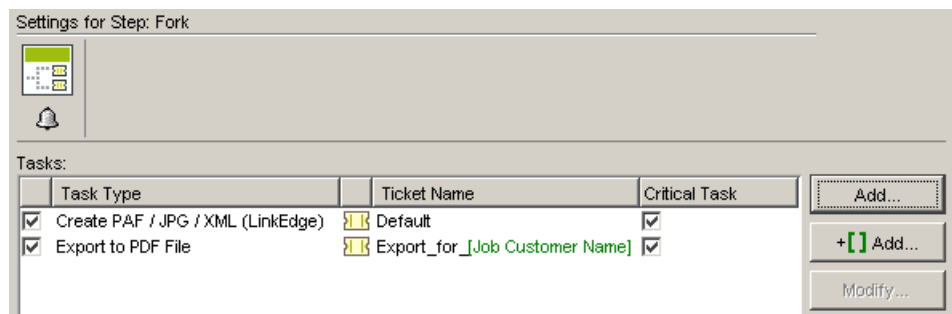 Settings for Step: Fork
Tasks:
Task Type Ticket Name Critical Task
Create PAF / JPG / XML (LinkEdge) Default
Export to PDF File Export_for_[Job Customer Name]
Add...
+[] Add...
Modify...